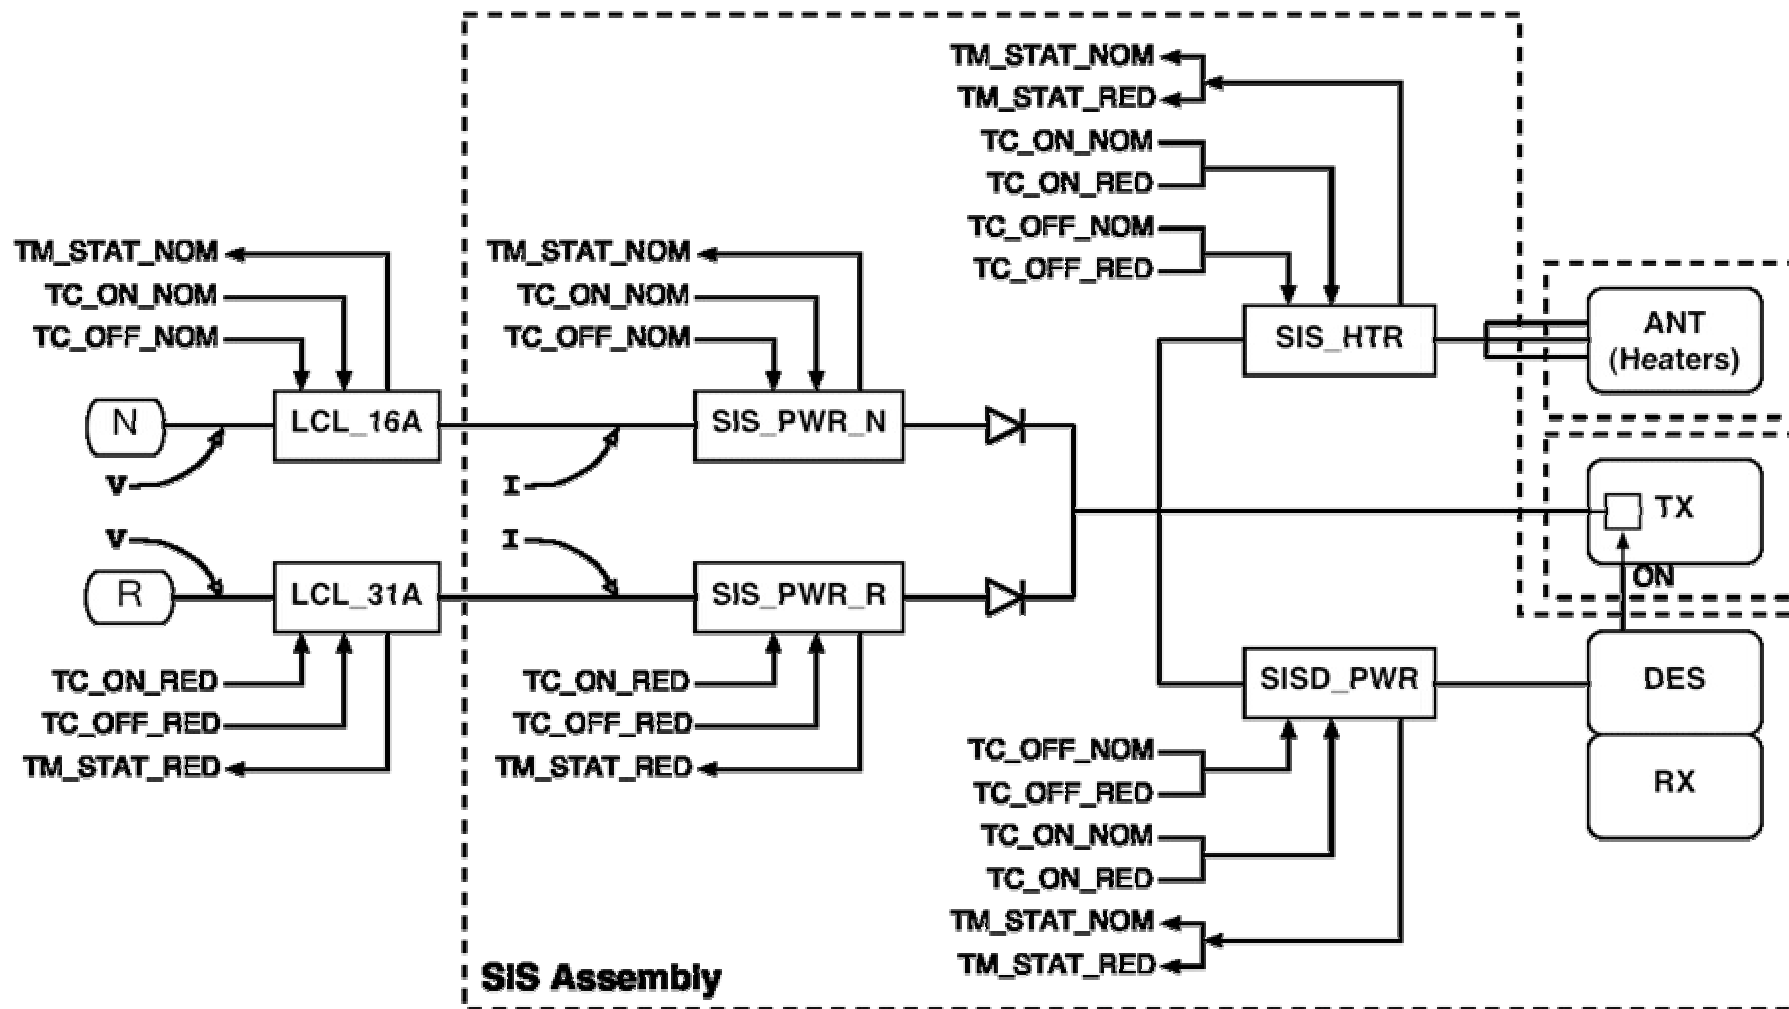 TM_STAT_NOM
TM_STAT_RED
TC_ON_NOM
TC_ON_RED
TC_OFF_NOM
TC_OFF_RED
TM_STAT_NOM
TC_ON_NOM
TC_OFF_NOM
TM_STAT_NOM
TC_ON_NOM
TC_OFF_NOM
SIS_HTR
ANT
(Heaters)
N
LCL_16A
SIS_PWR_N
V
I
TX
V
I
ON
R
LCL_31A
SIS_PWR_R
TC_ON_RED
TC_OFF_RED
TM_STAT_RED
TC_ON_RED
TC_OFF_RED
TM_STAT_RED
SISD_PWR
DES
RX
TC_OFF_NOM
TC_OFF_RED
TC_ON_NOM
TC_ON_RED
TM_STAT_NOM
TM_STAT_RED
SIS Assembly